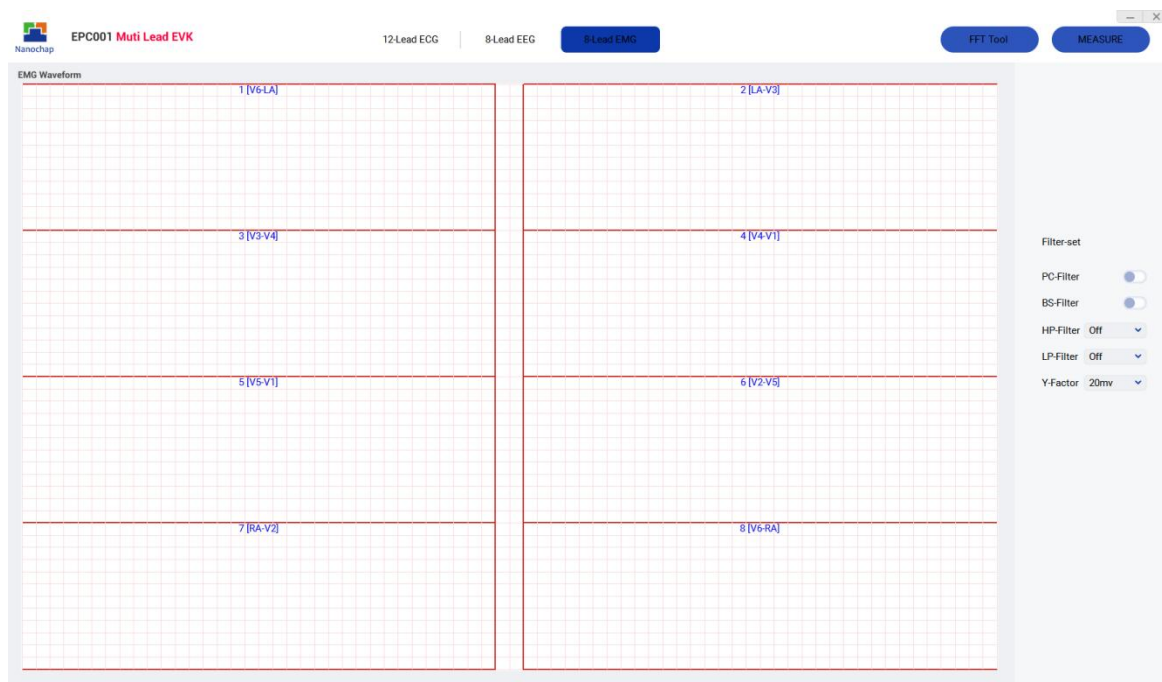 Nanochap
EPC001 Muti Lead EVK
12-Lead ECG
8-Lead EEG
8-Lead EMG
FFT Tool
MEASURE
EMG Waveform
1 [V6-LA]
2 [LA-V3]
3 [V3-V4]
4 [V4-V1]
5 [V5-V1]
6 [V2-V5]
7 [RA-V2]
8 [V6-RA]
Filter-set
PC-Filter
BS-Filter
HP-Filter Off
LP-Filter Off
Y-Factor 20mv